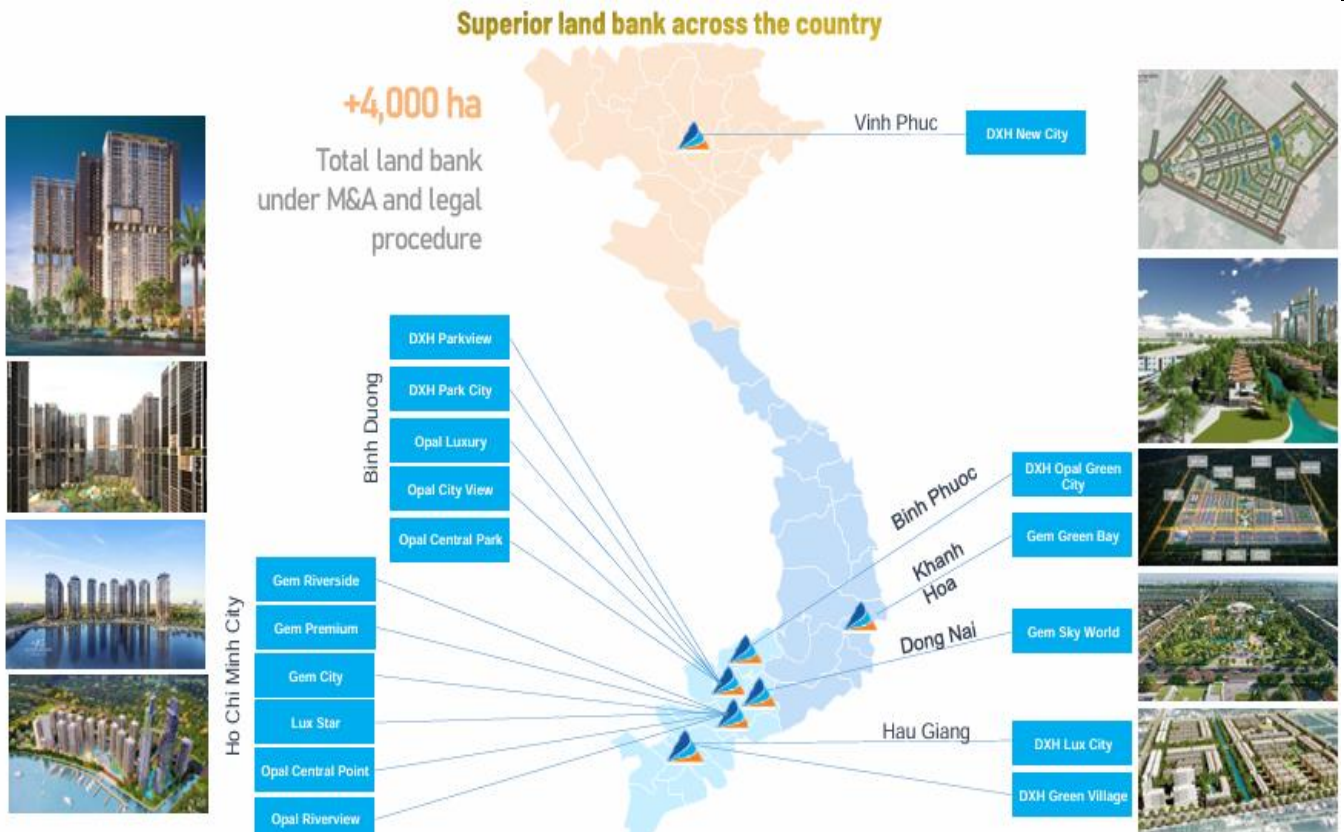 Superior land bank across the country
+4,000 ha
Total land bank
under M&A and legal
procedure
Vinh Phuc
DXH New City
Binh Duong
DXH Parkview
DXH Park City
Opal Luxury
Opal City View
Opal Central Park
Ho Chi Minh City
Gem Riverside
Gem Premium
Gem City
Lux Star
Opal Central Point
Opal Riverview
Binh Phuoc
DXH Opal Green
City
Khanh
Hoa
Gem Green Bay
Dong Nai
Gem Sky World
Hau Giang
DXH Lux City
DXH Green Village